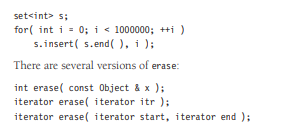 set<int> s;
for( int i = 0; i < 1000000; ++i )
    s.insert( s.end( ), i );
There are several versions of erase:
int erase( const Object & x );
iterator erase( iterator itr );
iterator erase( iterator start, iterator end );